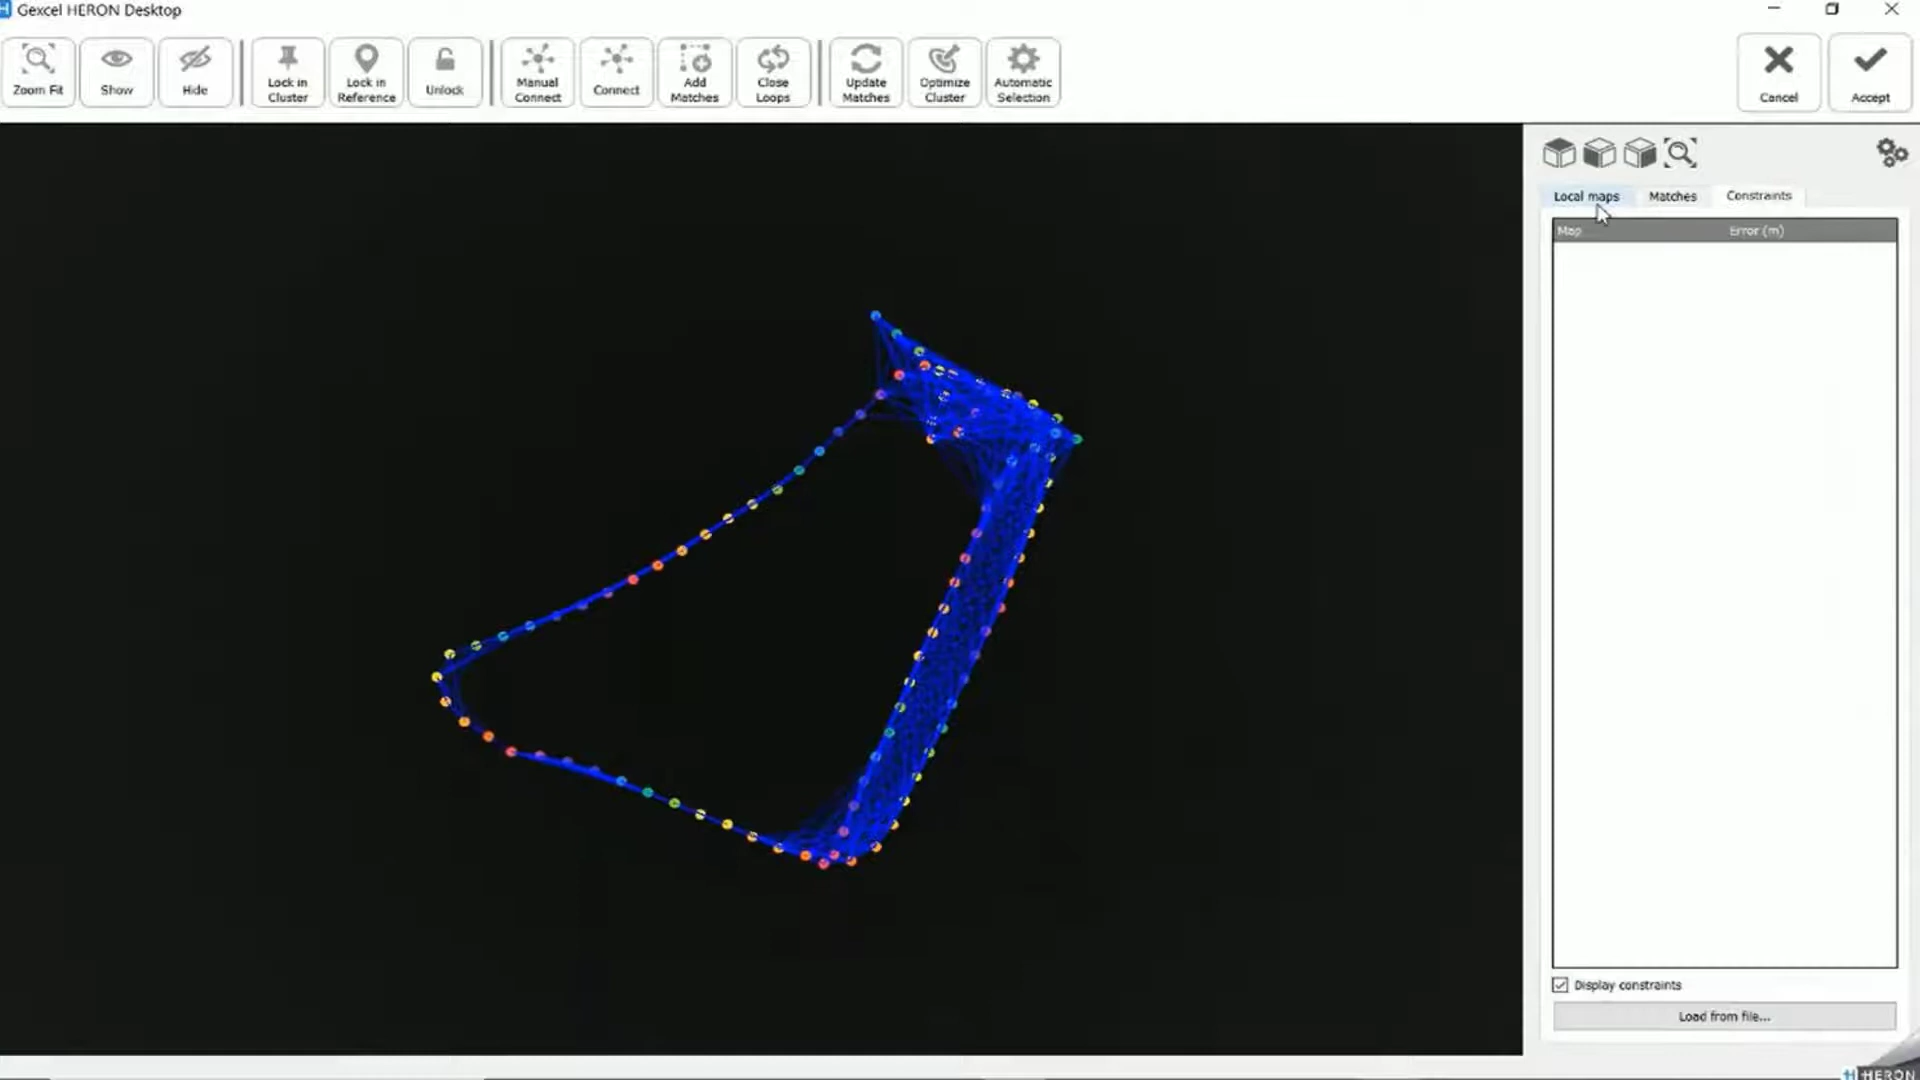 Gexcel HERON Desktop
Zoom Fit
Show
Hide
Lock in
Cluster
Lock in
Reference
Unlock
Manual
Connect
Connect
Add
Matches
Close
Loops
Update
Matches
Optimize
Cluster
Automatic
Selection
Cancel
Accept
Local maps Matches Constraints
Map Error (m)
Display constraints
Load from file...
HERON